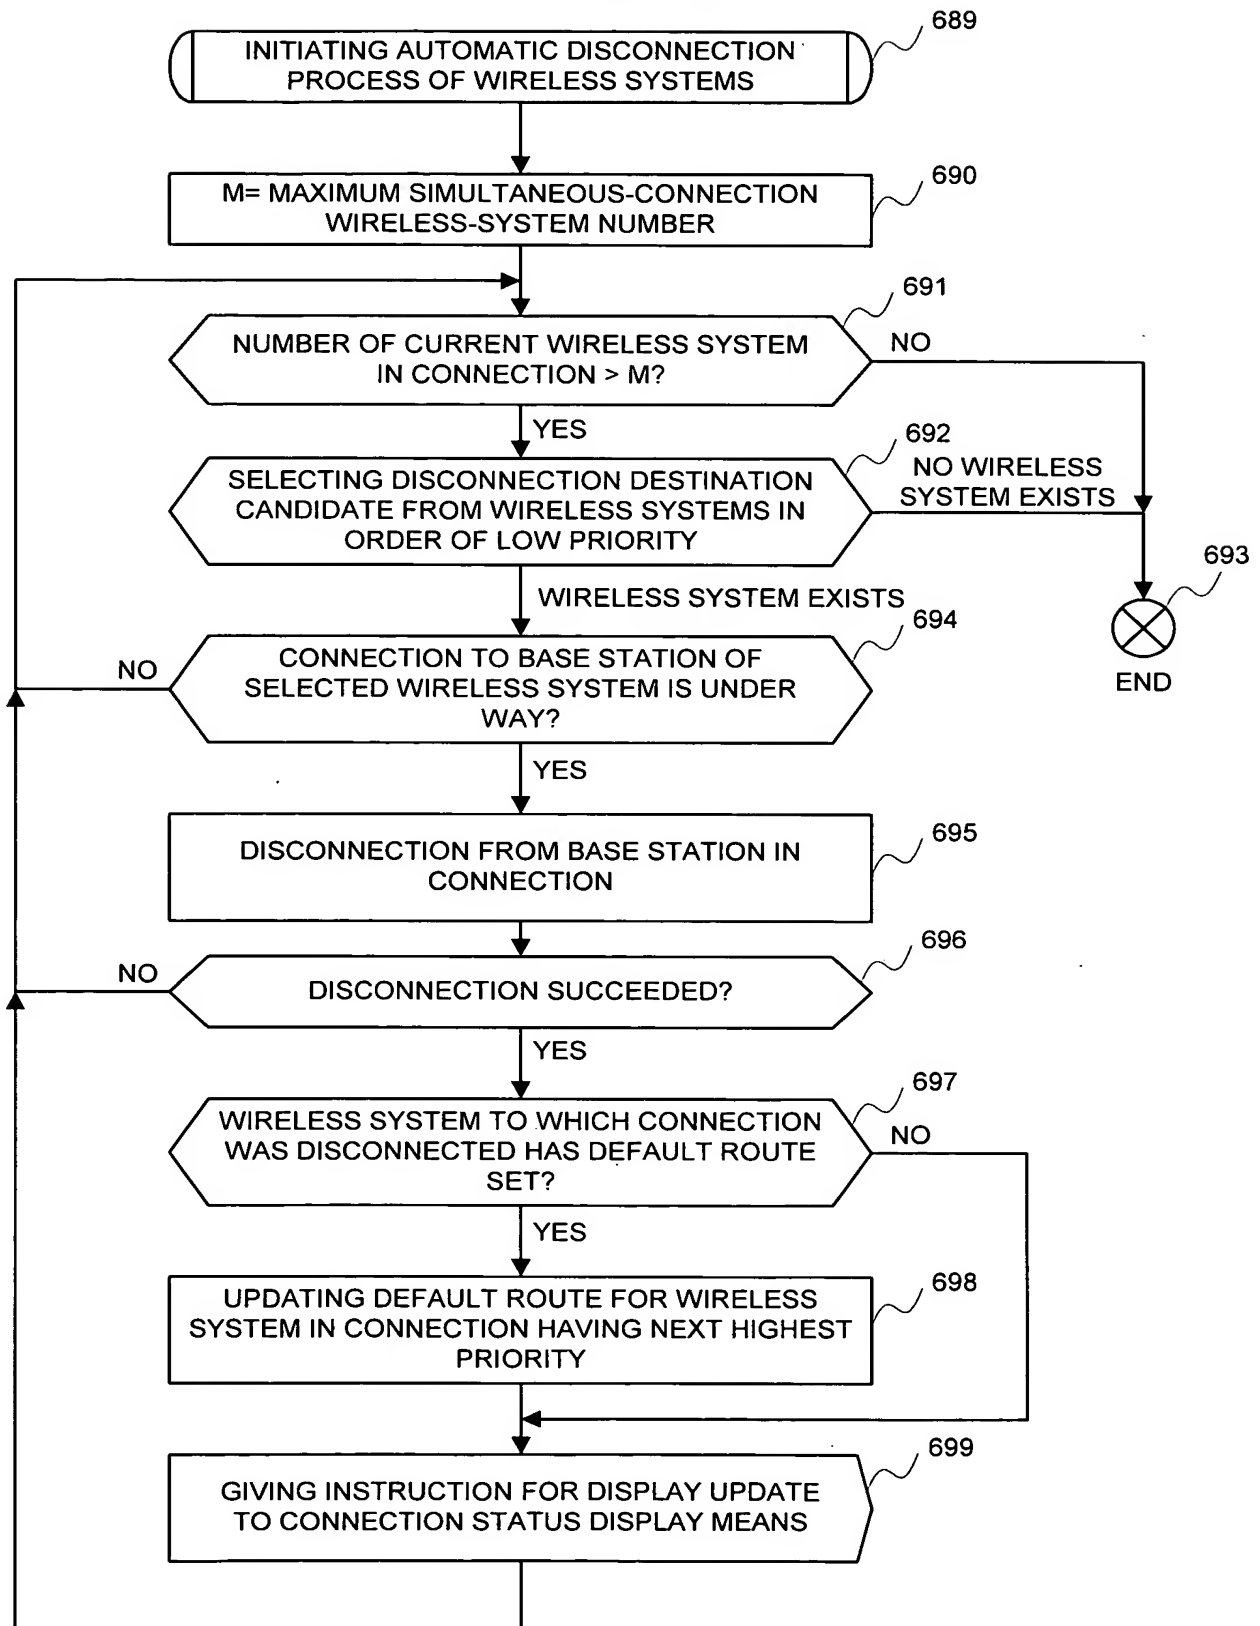 689
INITIATING AUTOMATIC DISCONNECTION
PROCESS OF WIRELESS SYSTEMS
690
M= MAXIMUM SIMULTANEOUS-CONNECTION
WIRELESS-SYSTEM NUMBER
691
NUMBER OF CURRENT WIRELESS SYSTEM
IN CONNECTION > M?
NO
YES
692
SELECTING DISCONNECTION DESTINATION
CANDIDATE FROM WIRELESS SYSTEMS IN
ORDER OF LOW PRIORITY
NO WIRELESS
SYSTEM EXISTS
693
END
WIRELESS SYSTEM EXISTS
694
NO
CONNECTION TO BASE STATION OF
SELECTED WIRELESS SYSTEM IS UNDER
WAY?
YES
695
DISCONNECTION FROM BASE STATION IN
CONNECTION
696
NO
DISCONNECTION SUCCEEDED?
YES
697
WIRELESS SYSTEM TO WHICH CONNECTION
WAS DISCONNECTED HAS DEFAULT ROUTE
SET?
NO
YES
698
UPDATING DEFAULT ROUTE FOR WIRELESS
SYSTEM IN CONNECTION HAVING NEXT HIGHEST
PRIORITY
699
GIVING INSTRUCTION FOR DISPLAY UPDATE
TO CONNECTION STATUS DISPLAY MEANS